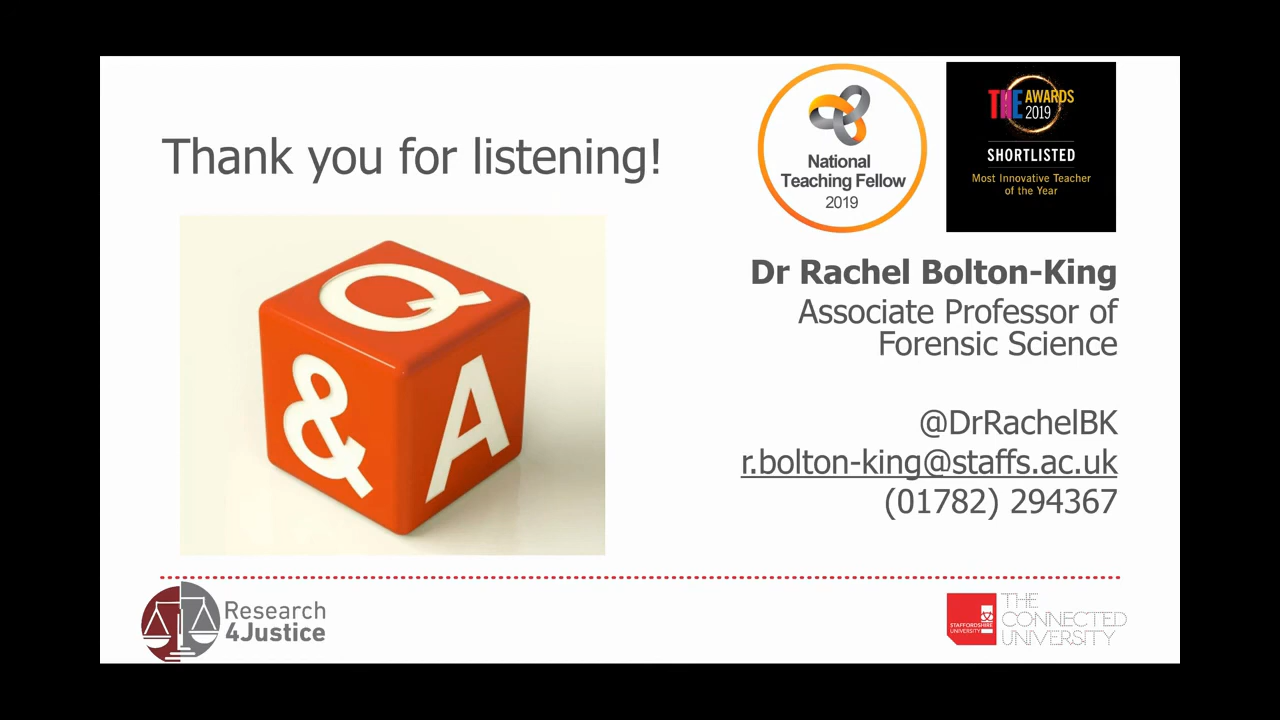 Thank you for listening!
National
Teaching Fellow
2019
THE AWARDS
2019
SHORTLISTED
Most Innovative Teacher
of the Year
Q
& A
Dr Rachel Bolton-King
Associate Professor of
Forensic Science
@DrRachelBK
r.bolton-king@staffs.ac.uk
(01782) 294367
Research
4Justice
STAFFORDSHIRE
UNIVERSITY
THE
CONNECTED
UNIVERSITY